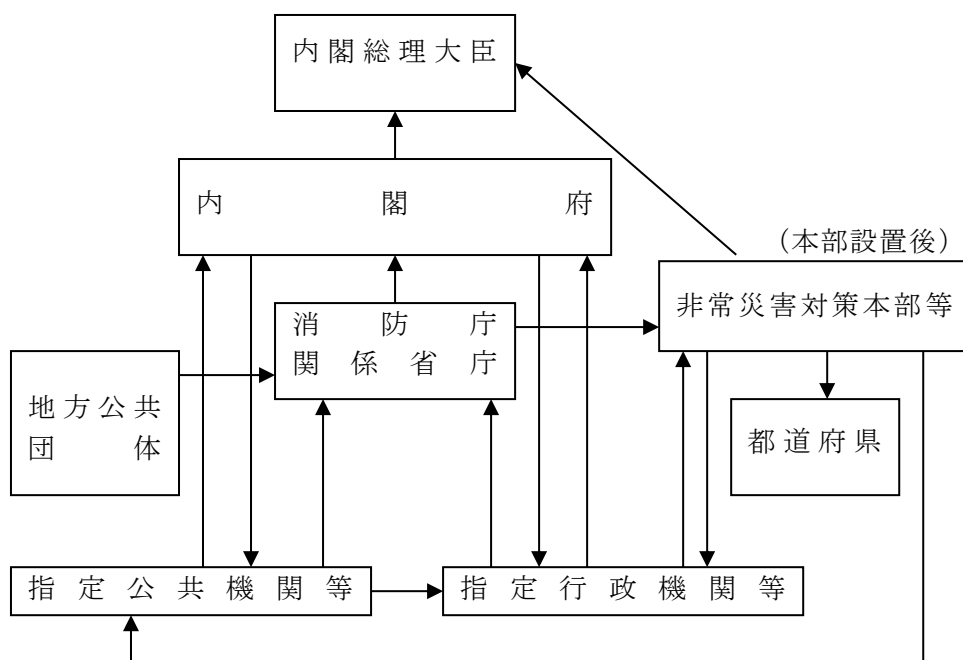 内閣総理大臣
内閣府
（本部設置後）
非常災害対策本部等
消防庁
関係省庁
地方公共
団体
都道府県
指定公共機関等
指定行政機関等